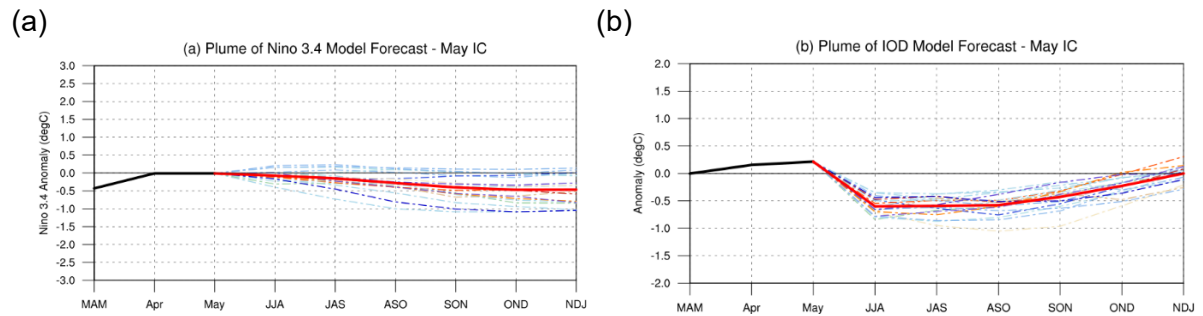 (a)
(a) Plume of Nino 3.4 Model Forecast - May IC
Nino 3.4 Anomaly (degC)
3.0
2.5
2.0
1.5
1.0
0.5
0.0
-0.5
-1.0
-1.5
-2.0
-2.5
-3.0
MAM Apr May JJA JAS ASO SON OND NDJ
(b)
(b) Plume of IOD Model Forecast - May IC
Anomaly (degC)
2.0
1.5
1.0
0.5
0.0
-0.5
-1.0
-1.5
-2.0
MAM Apr May JJA JAS ASO SON OND NDJ